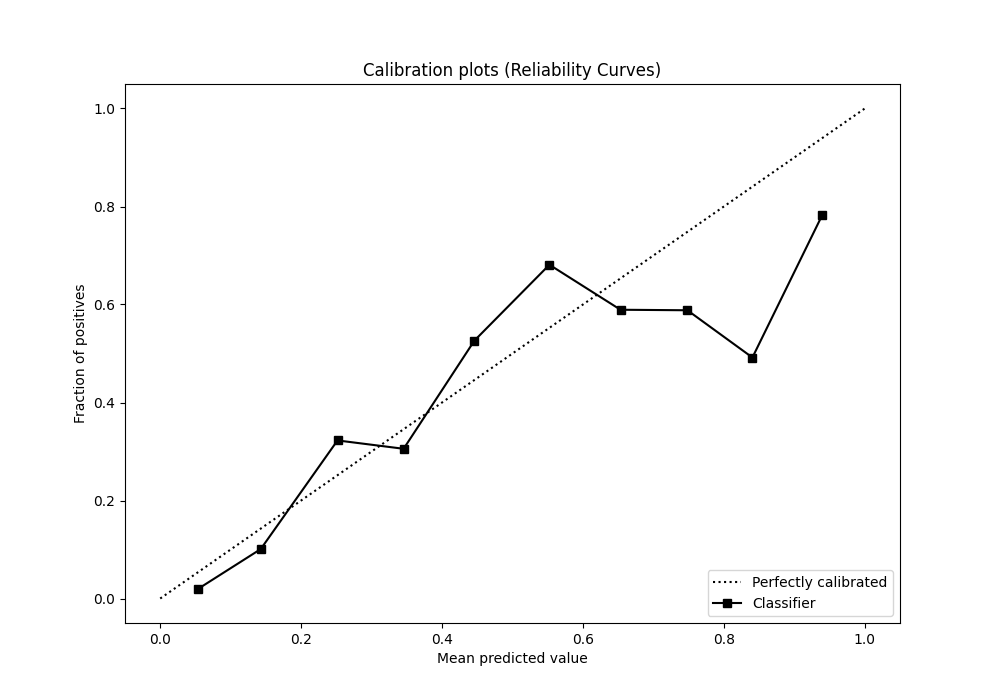 Calibration plots (Reliability Curves)
1.0
0.8
0.6
0.4
0.2
0.0
Fraction of positives
Perfectly calibrated
Classifier
0.0 0.2 0.4 0.6 0.8 1.0
Mean predicted value